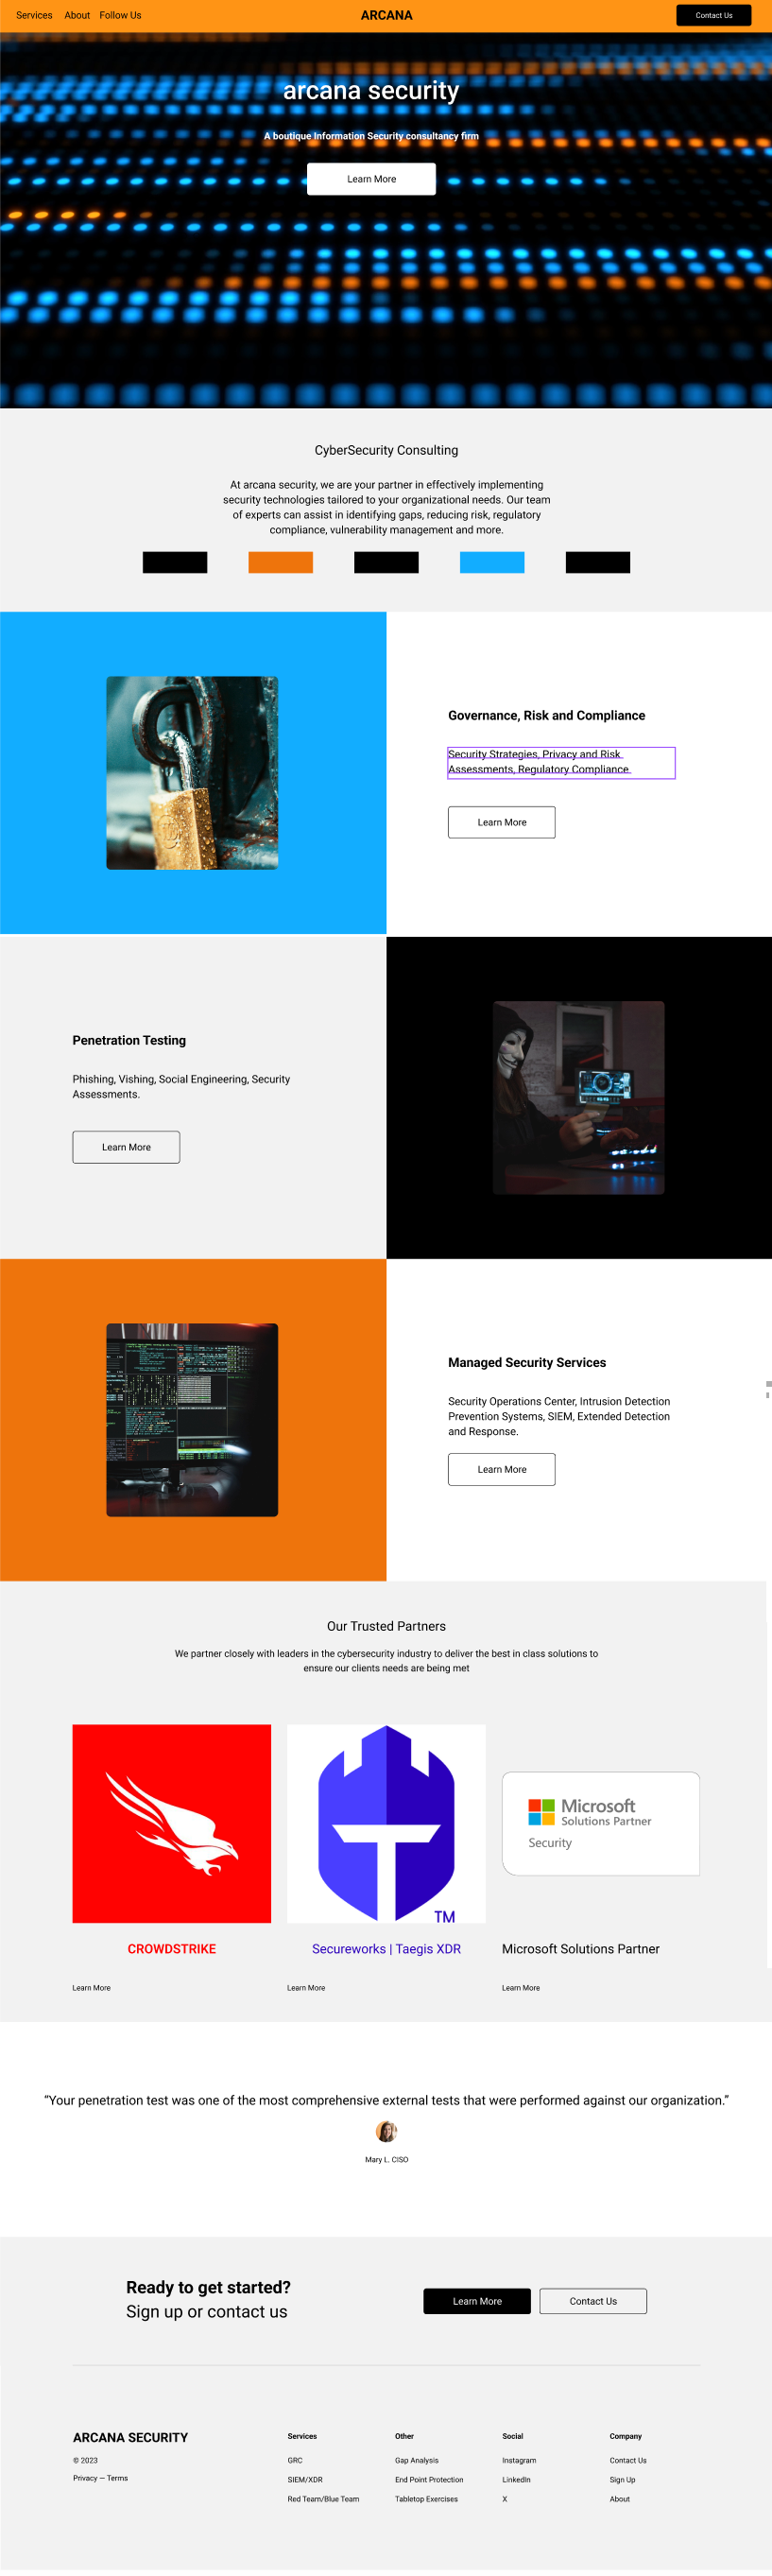 Services About Follow Us ARCANA Contact Us
arcana security
A boutique Information Security consultancy firm
Learn More
CyberSecurity Consulting
At arcana security, we are your partner in effectively implementing
security technologies tailored to your organizational needs. Our team
of experts can assist in identifying gaps, reducing risk, regulatory
compliance, vulnerability management and more.
Governance, Risk and Compliance
Security Strategies, Privacy and Risk
Assessments, Regulatory Compliance
Learn More
Penetration Testing
Phishing, Vishing, Social Engineering, Security
Assessments.
Learn More
Managed Security Services
Security Operations Center, Intrusion Detection
Prevention Systems, SIEM, Extended Detection
and Response.
Learn More
Our Trusted Partners
We partner closely with leaders in the cybersecurity industry to deliver the best in class solutions to
ensure our clients needs are being met
TM
Microsoft
Solutions Partner
Security
CROWDSTRIKE
Secureworks | Taegis XDR
Microsoft Solutions Partner
Learn More
Learn More
Learn More
“Your penetration test was one of the most comprehensive external tests that were performed against our organization.”
Mary L. CISO
Ready to get started?
Sign up or contact us
Learn More
Contact Us
ARCANA SECURITY
© 2023
Privacy — Terms
Services
GRC
SIEM/XDR
Red Team/Blue Team
Other
Gap Analysis
End Point Protection
Tabletop Exercises
Social
Instagram
LinkedIn
X
Company
Contact Us
Sign Up
About